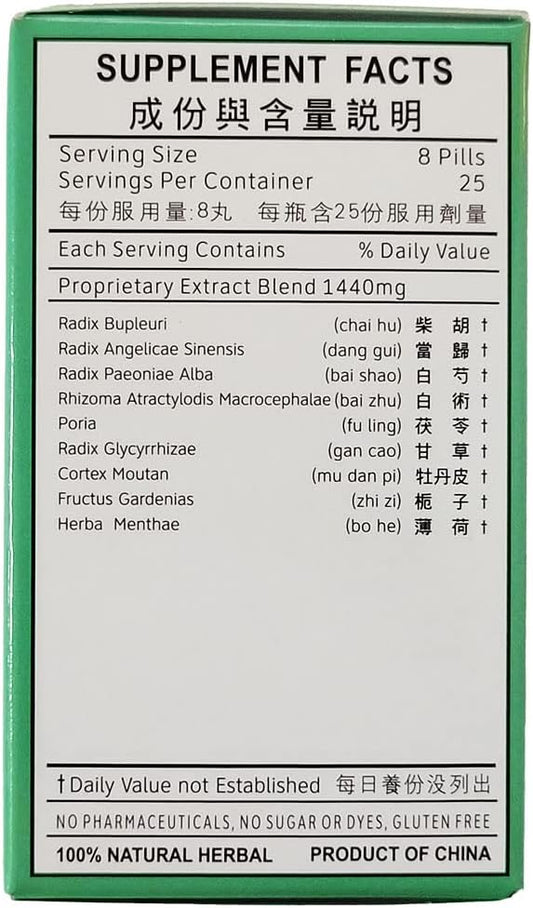 SUPPLEMENT FACTS
成份與含量説明
Serving Size 8 Pills
Servings Per Container 25
每份服用量:8丸 每瓶含25份服用劑量
Each Serving Contains % Daily Value
Proprietary Extract Blend 1440mg
Radix Bupleuri (chai hu) 柴 胡 †
Radix Angelicae Sinensis (dang gui) 當 歸 †
Radix Paeoniae Alba (bai shao) 白 芍 †
Rhizoma Atractylodis Macrocephalae (bai zhu) 白 術 †
Poria (fu ling) 茯 苓 †
Radix Glycyrrhizae (gan cao) 甘 草 †
Cortex Moutan (mu dan pi) 牡丹皮 †
Fructus Gardenias (zhi zi) 栀 子 †
Herba Menthae (bo he) 薄 荷 †
†Daily Value not Established 每日養份没列出
NO PHARMACEUTICALS, NO SUGAR OR DYES, GLUTEN FREE
100% NATURAL HERBAL PRODUCT OF CHINA